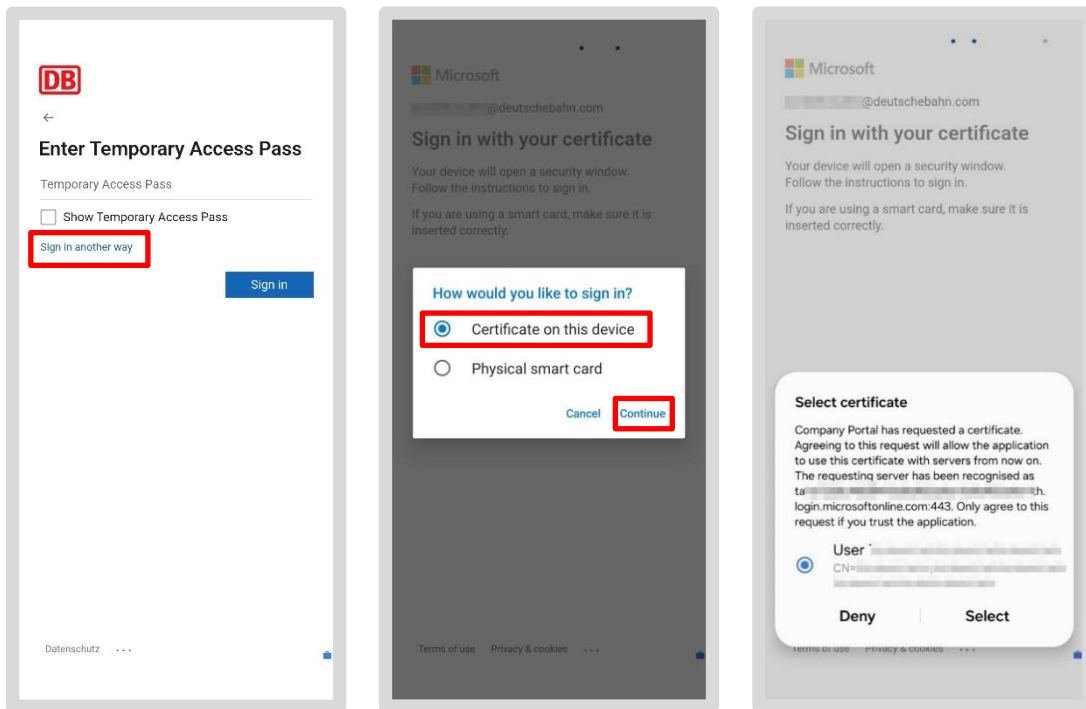 DB
Enter Temporary Access Pass
Temporary Access Pass
Show Temporary Access Pass
Sign in another way
Sign in
Datenschutz ...
Microsoft
@deutschebahn.com
Sign in with your certificate
Your device will open a security window.
Follow the instructions to sign in.
If you are using a smart card, make sure it is
inserted correctly.
How would you like to sign in?
Certificate on this device
Physical smart card
Cancel Continue
Terms of use Privacy & cookies ...
Microsoft
@deutschebahn.com
Sign in with your certificate
Your device will open a security window.
Follow the instructions to sign in.
If you are using a smart card, make sure it is
inserted correctly.
Select certificate
Company Portal has requested a certificate.
Agreeing to this request will allow the application
to use this certificate with servers from now on.
The requesting server has been recognised as
login.microsoftonline.com:443. Only agree to this
request if you trust the application.
User
CN=
Deny Select
Terms of use Privacy & cookies ...